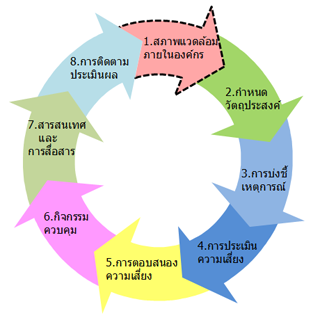 1.สภาพแวดล้อม
ภายในองค์กร
2.กำหนด
วัตถุประสงค์
3.การบ่งชี้
เหตุการณ์
4.การประเมิน
ความเสี่ยง
5.การตอบสนอง
ความเสี่ยง
6.กิจกรรม
ควบคุม
7.สารสนเทศ
และ
การสื่อสาร
8.การติดตาม
ประเมินผล